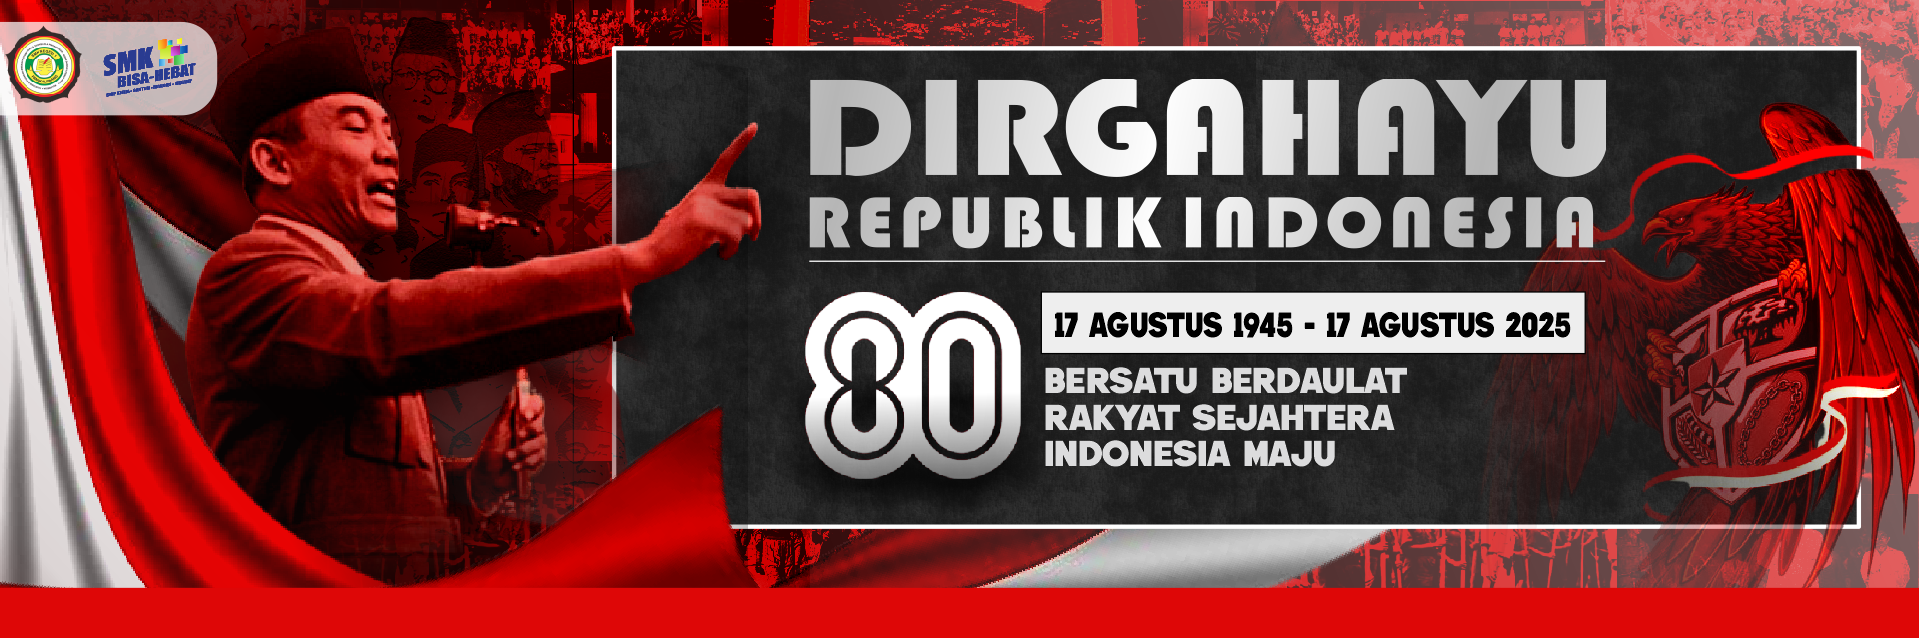 SMK
BISA-HEBAT
DIRGAHAYU
REPUBLIK INDONESIA
80
17 AGUSTUS 1945 - 17 AGUSTUS 2025
BERSATU BERDAULAT
RAKYAT SEJAHTERA
INDONESIA MAJU